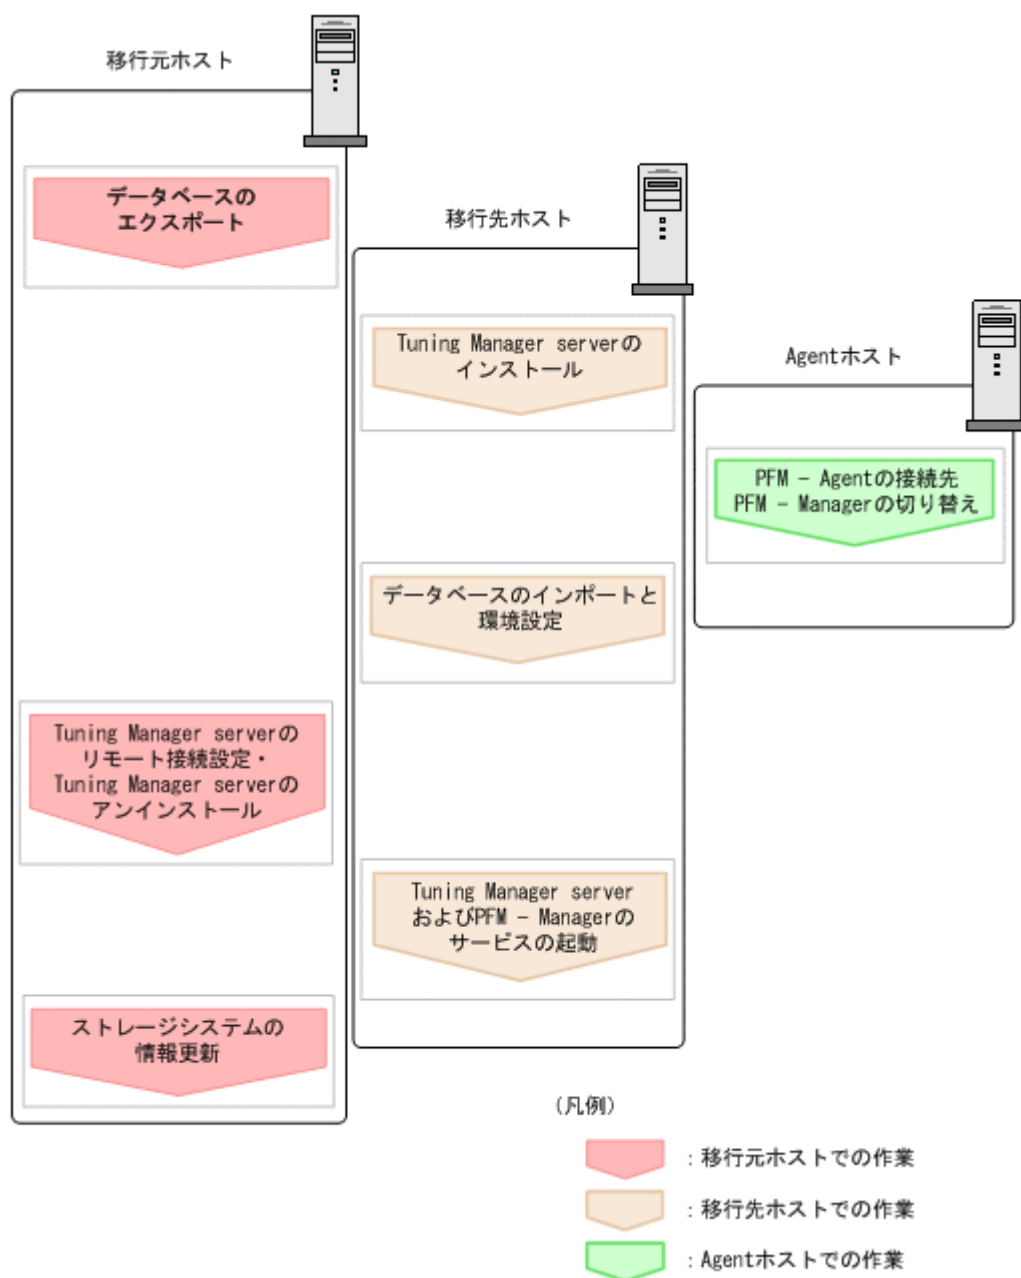 移行元ホスト
データベースの
エクスポート
移行先ホスト
Tuning Manager serverの
インストール
Agentホスト
PFM － Agentの接続先
PFM － Managerの切り替え
データベースのインポートと
環境設定
Tuning Manager serverの
リモート接続設定・
Tuning Manager serverの
アンインストール
Tuning Manager server
およびPFM － Managerの
サービスの起動
ストレージシステムの
情報更新
(凡例)
：移行元ホストでの作業
：移行先ホストでの作業
：Agentホストでの作業